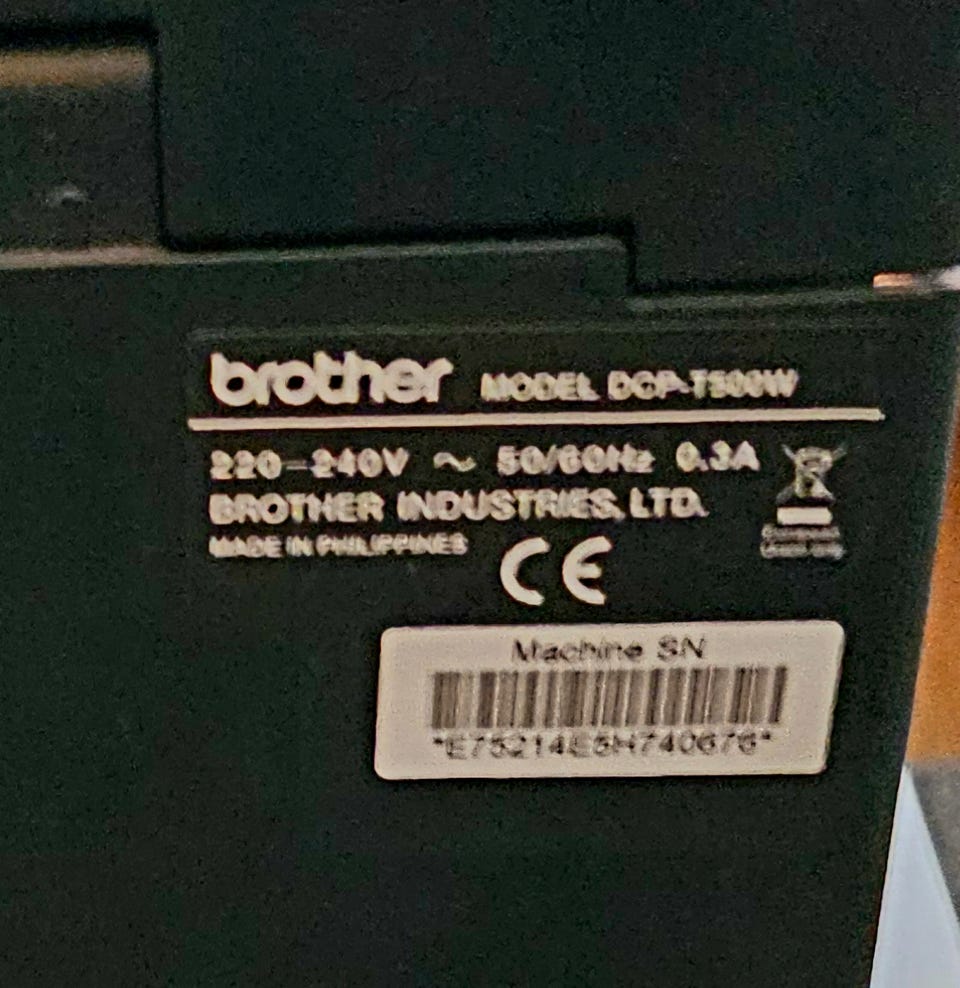 brother MODEL DCP-T500W
220-240V ~ 50/60Hz 0.3A
BROTHER INDUSTRIES, LTD.
MADE IN PHILIPPINES
CE
Machine SN
*E75214E5H740676*